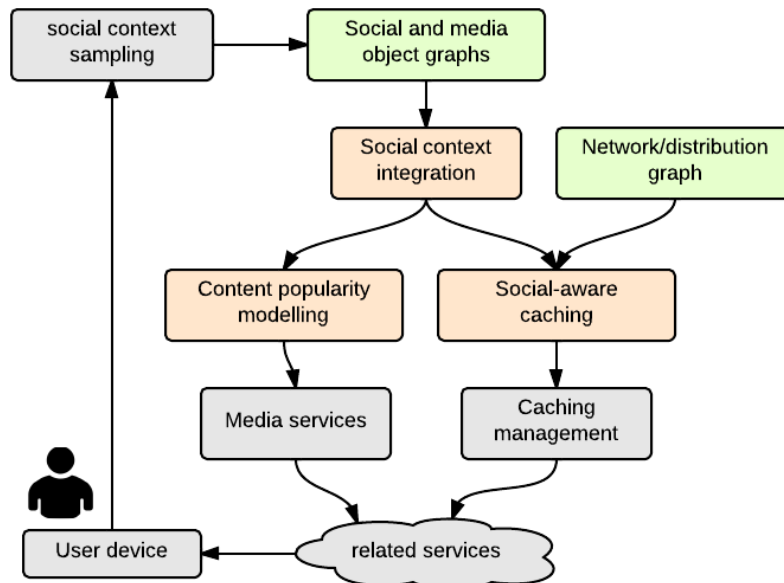 social context
sampling
Social and media
object graphs
Social context
integration
Network/distribution
graph
Content popularity
modelling
Social-aware
caching
Media services
Caching
management
User device
related services